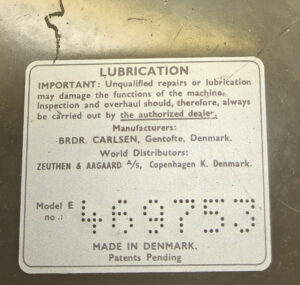 LUBRICATION
IMPORTANT: Unqualified repairs or lubrication
may damage the functions of the machine.
Inspection and overhaul should, therefore, always
be carried out by the authorized dealer.
Manufacturers:
BRDR. CARLSEN, Gentofte, Denmark.
World Distributors:
ZEUTHEN & AAGAARD A/s, Copenhagen K. Denmark.
Model E
no.: 469753
MADE IN DENMARK.
Patents Pending